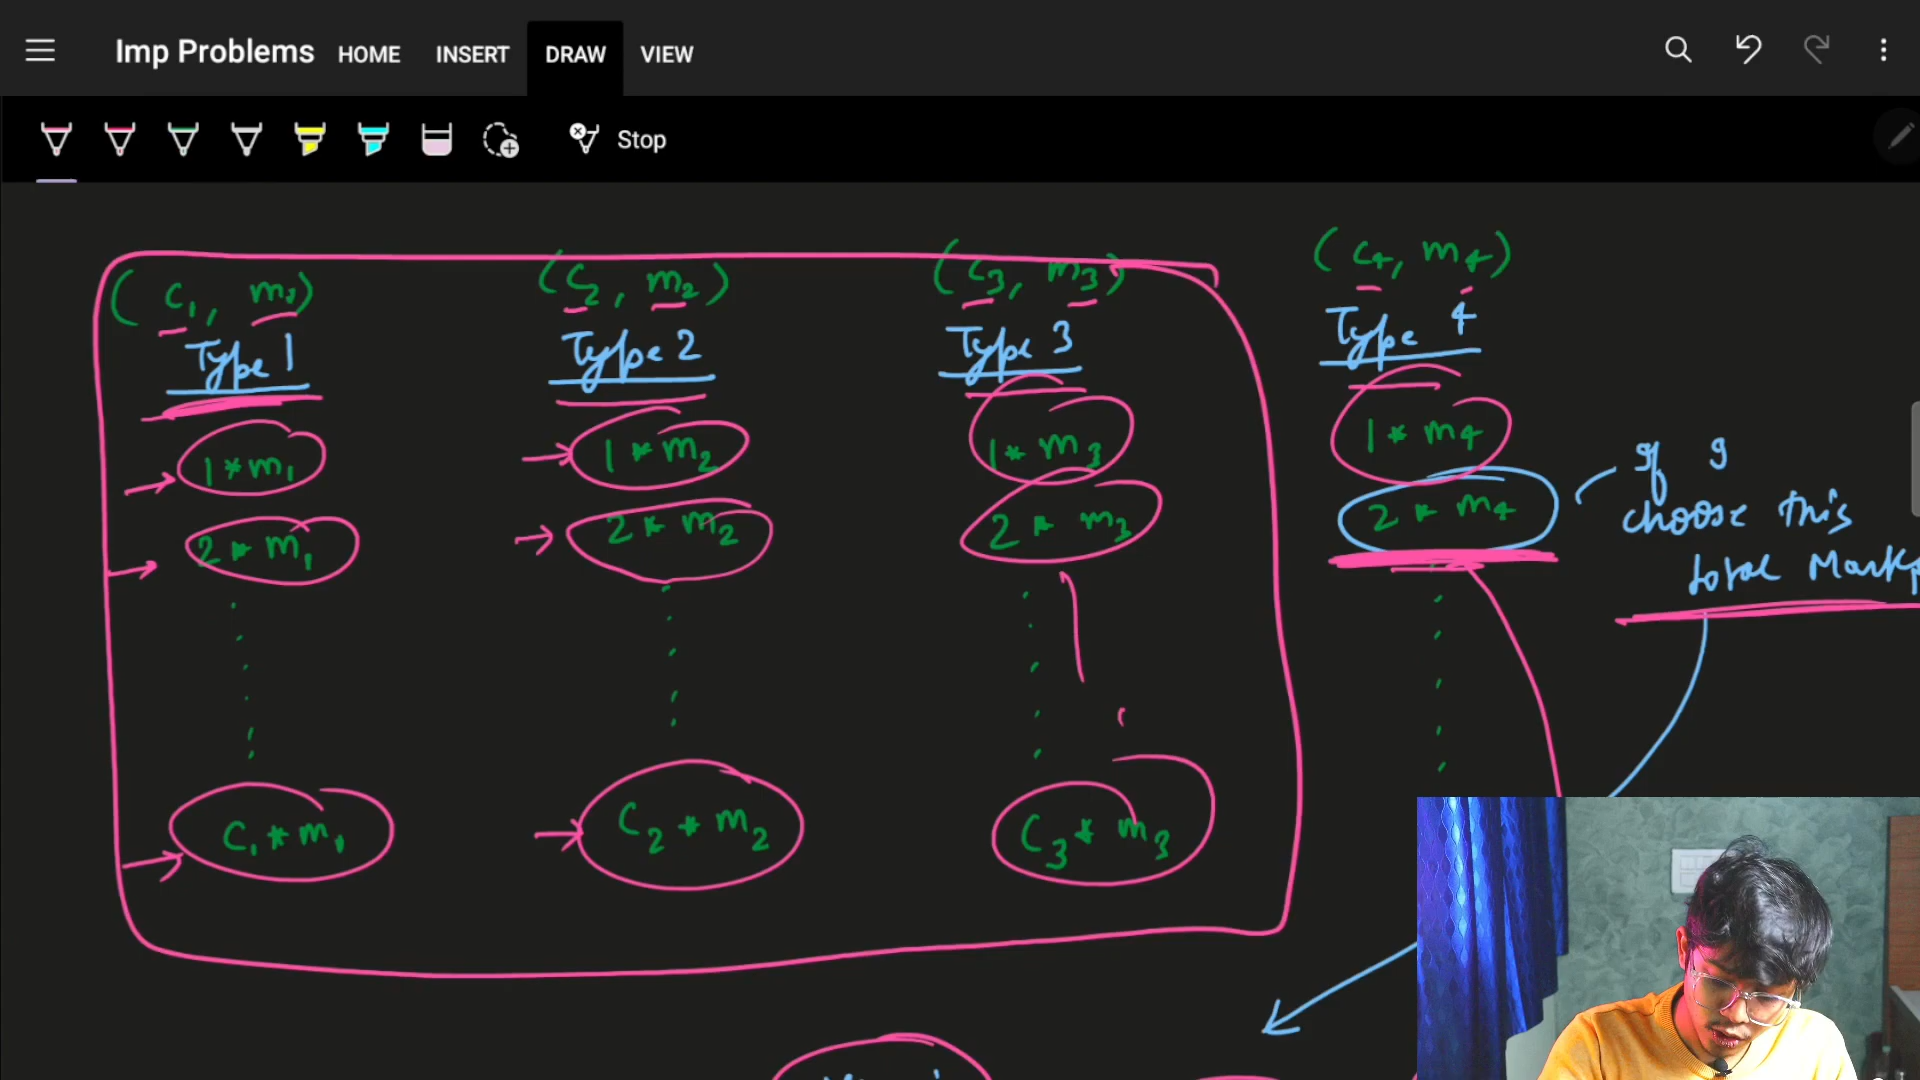 Imp Problems HOME INSERT DRAW VIEW
Stop
(c1, m1) (c2, m2) (c3, m3) (c4, m4)
Type 1 Type 2 Type 3 Type 4
1 * m1 1 * m2 1 * m3 1 * m4
2 * m1 2 * m2 2 * m3 2 * m4
If I
choose this
total Marks
C1 * m1 C2 * m2 C3 * m3